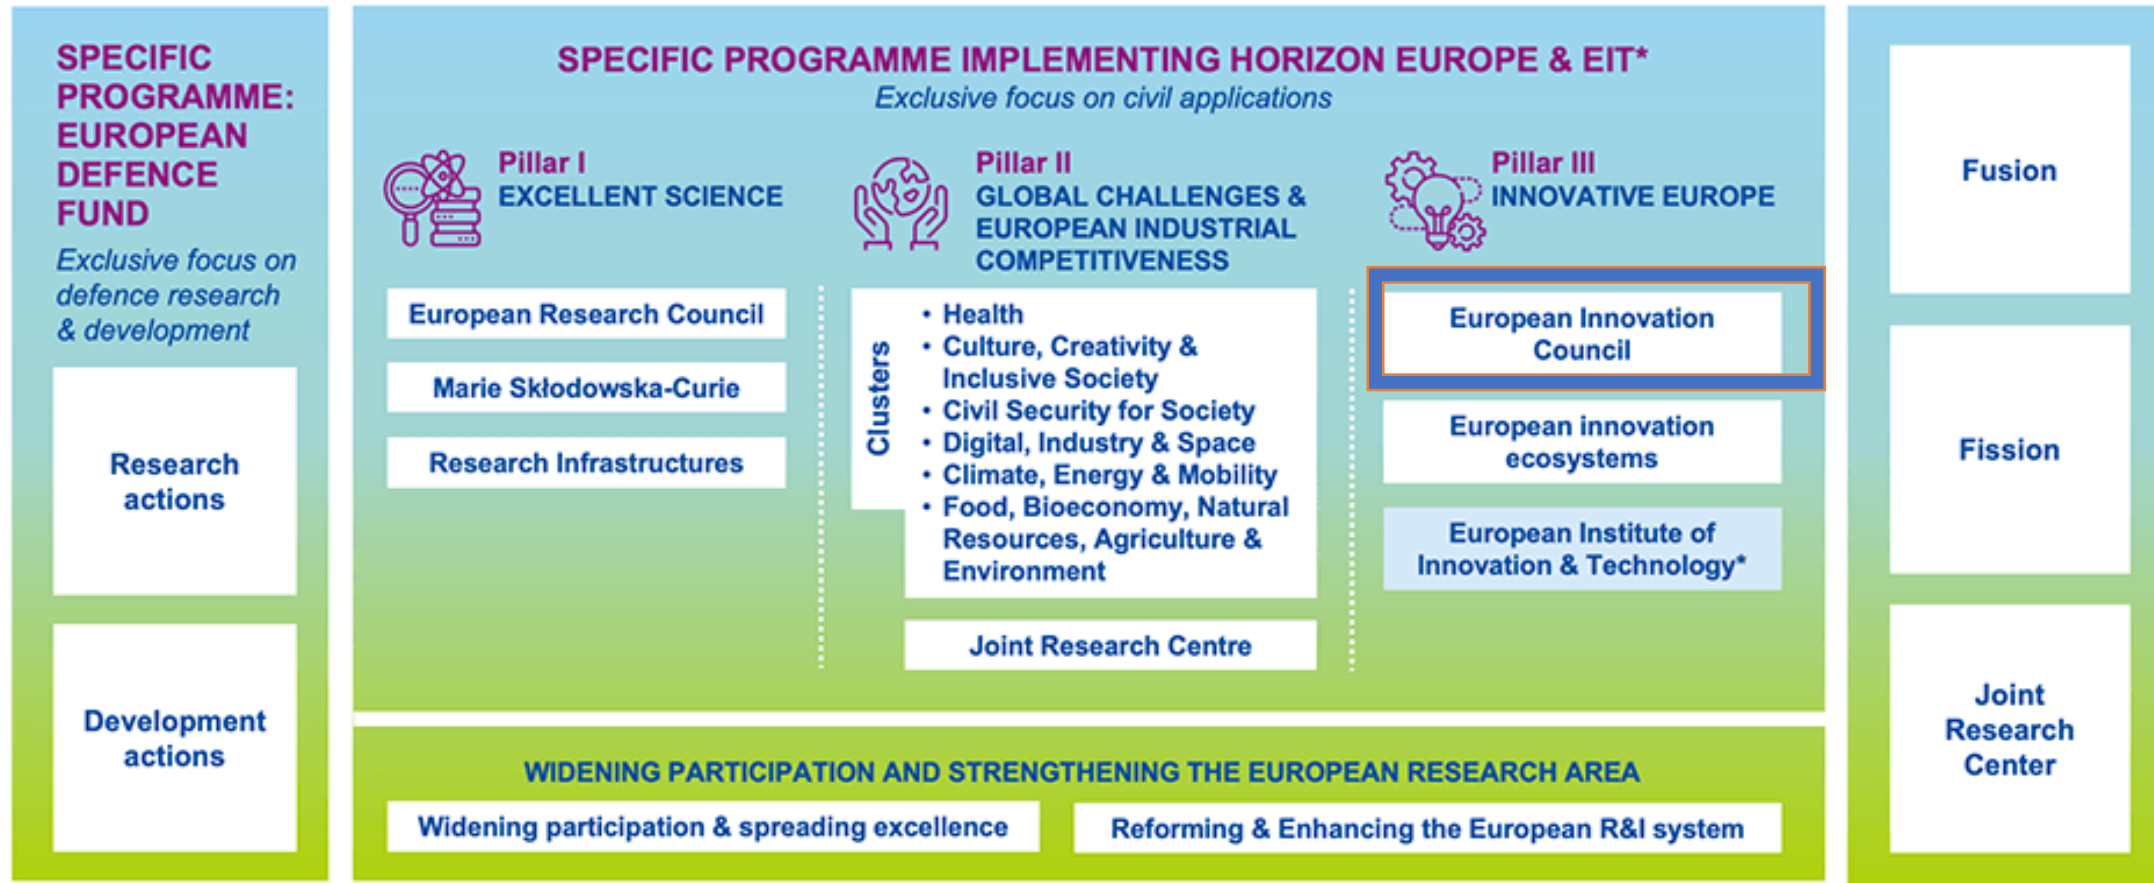 SPECIFIC
PROGRAMME:
EUROPEAN
DEFENCE
FUND
Exclusive focus on
defence research
& development
Research
actions
Development
actions
SPECIFIC PROGRAMME IMPLEMENTING HORIZON EUROPE & EIT*
Exclusive focus on civil applications
Pillar I
EXCELLENT SCIENCE
European Research Council
Marie Skłodowska-Curie
Research Infrastructures
Pillar II
GLOBAL CHALLENGES &
EUROPEAN INDUSTRIAL
COMPETITIVENESS
Clusters
• Health
• Culture, Creativity &
Inclusive Society
• Civil Security for Society
• Digital, Industry & Space
• Climate, Energy & Mobility
• Food, Bioeconomy, Natural
Resources, Agriculture &
Environment
Joint Research Centre
Pillar III
INNOVATIVE EUROPE
European Innovation
Council
European innovation
ecosystems
European Institute of
Innovation & Technology*
WIDENING PARTICIPATION AND STRENGTHENING THE EUROPEAN RESEARCH AREA
Widening participation & spreading excellence
Reforming & Enhancing the European R&I system
Fusion
Fission
Joint
Research
Center